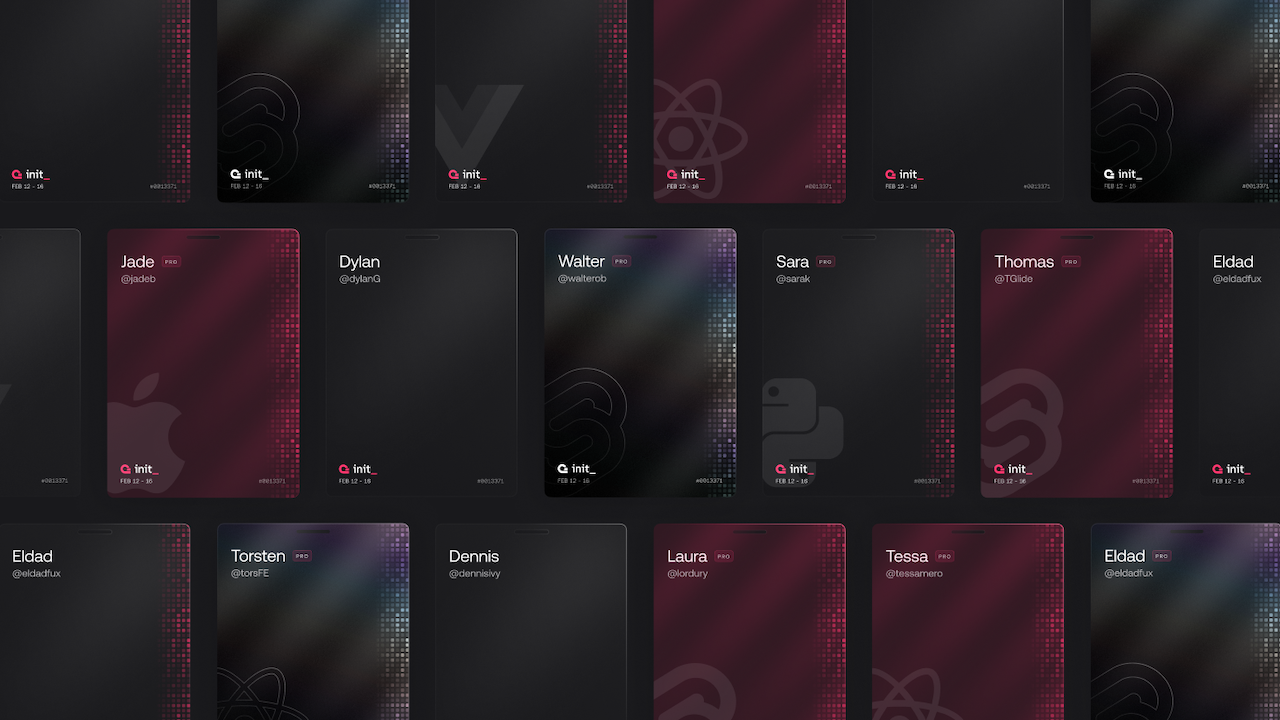 init_
FEB 12 - 16
#0013371
init_
FEB 12 - 16
#0013371
init_
FEB 12 - 16
#0013371
init_
FEB 12 - 16
#0013371
init_
FEB 12 - 16
#0013371
init_
FEB 12 - 16
#0013371
#0013371
Jade PRO
@jadeb
init_
FEB 12 - 16
Dylan
@dylanG
init_
FEB 12 - 16
#0013371
Walter PRO
@walterob
init_
FEB 12 - 16
#0013371
Sara PRO
@sarak
init_
FEB 12 - 16
#0013371
Thomas PRO
@TGlide
init_
FEB 12 - 16
#0013371
Eldad
@eldadfux
init_
FEB 12 - 16
Eldad
@eldadfux
Torsten PRO
@torsFE
Dennis
@dennisivy
Laura PRO
@lordury
Tessa PRO
@tessamero
Eldad PRO
@eldadfux